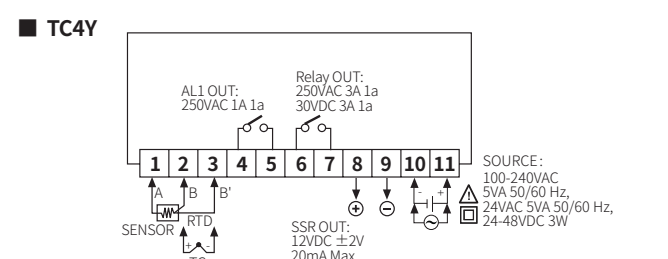 ■ TC4Y
AL1 OUT:
250VAC 1A 1a
Relay OUT:
250VAC 3A 1a
30VDC 3A 1a
1 2 3 4 5 6 7 8 9 10 11
A B B'
SENSOR RTD
+ -
SSR OUT:
12VDC ±2V
20mA Max.
+ -
- +
SOURCE:
100-240VAC
5VA 50/60 Hz,
24VAC 5VA 50/60 Hz,
24-48VDC 3W